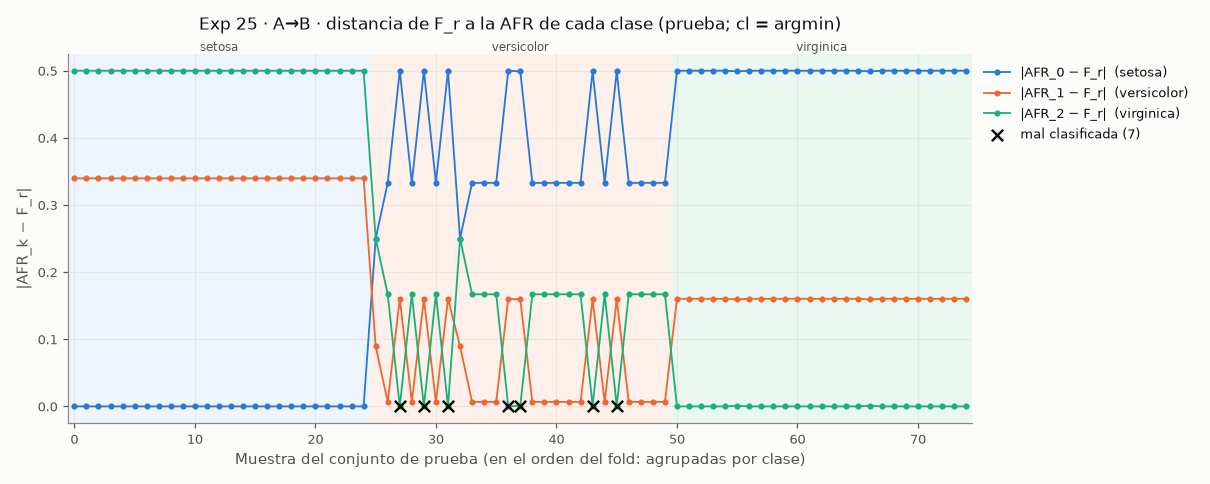 Exp 25 · A→B · distancia de F_r a la AFR de cada clase (prueba; cl = argmin)
setosa
versicolor
virginica
|AFR_0 − F_r| (setosa)
|AFR_1 − F_r| (versicolor)
|AFR_2 − F_r| (virginica)
mal clasificada (7)
|AFR_k − F_r|
0.5
0.4
0.3
0.2
0.1
0.0
0 10 20 30 40 50 60 70
Muestra del conjunto de prueba (en el orden del fold: agrupadas por clase)